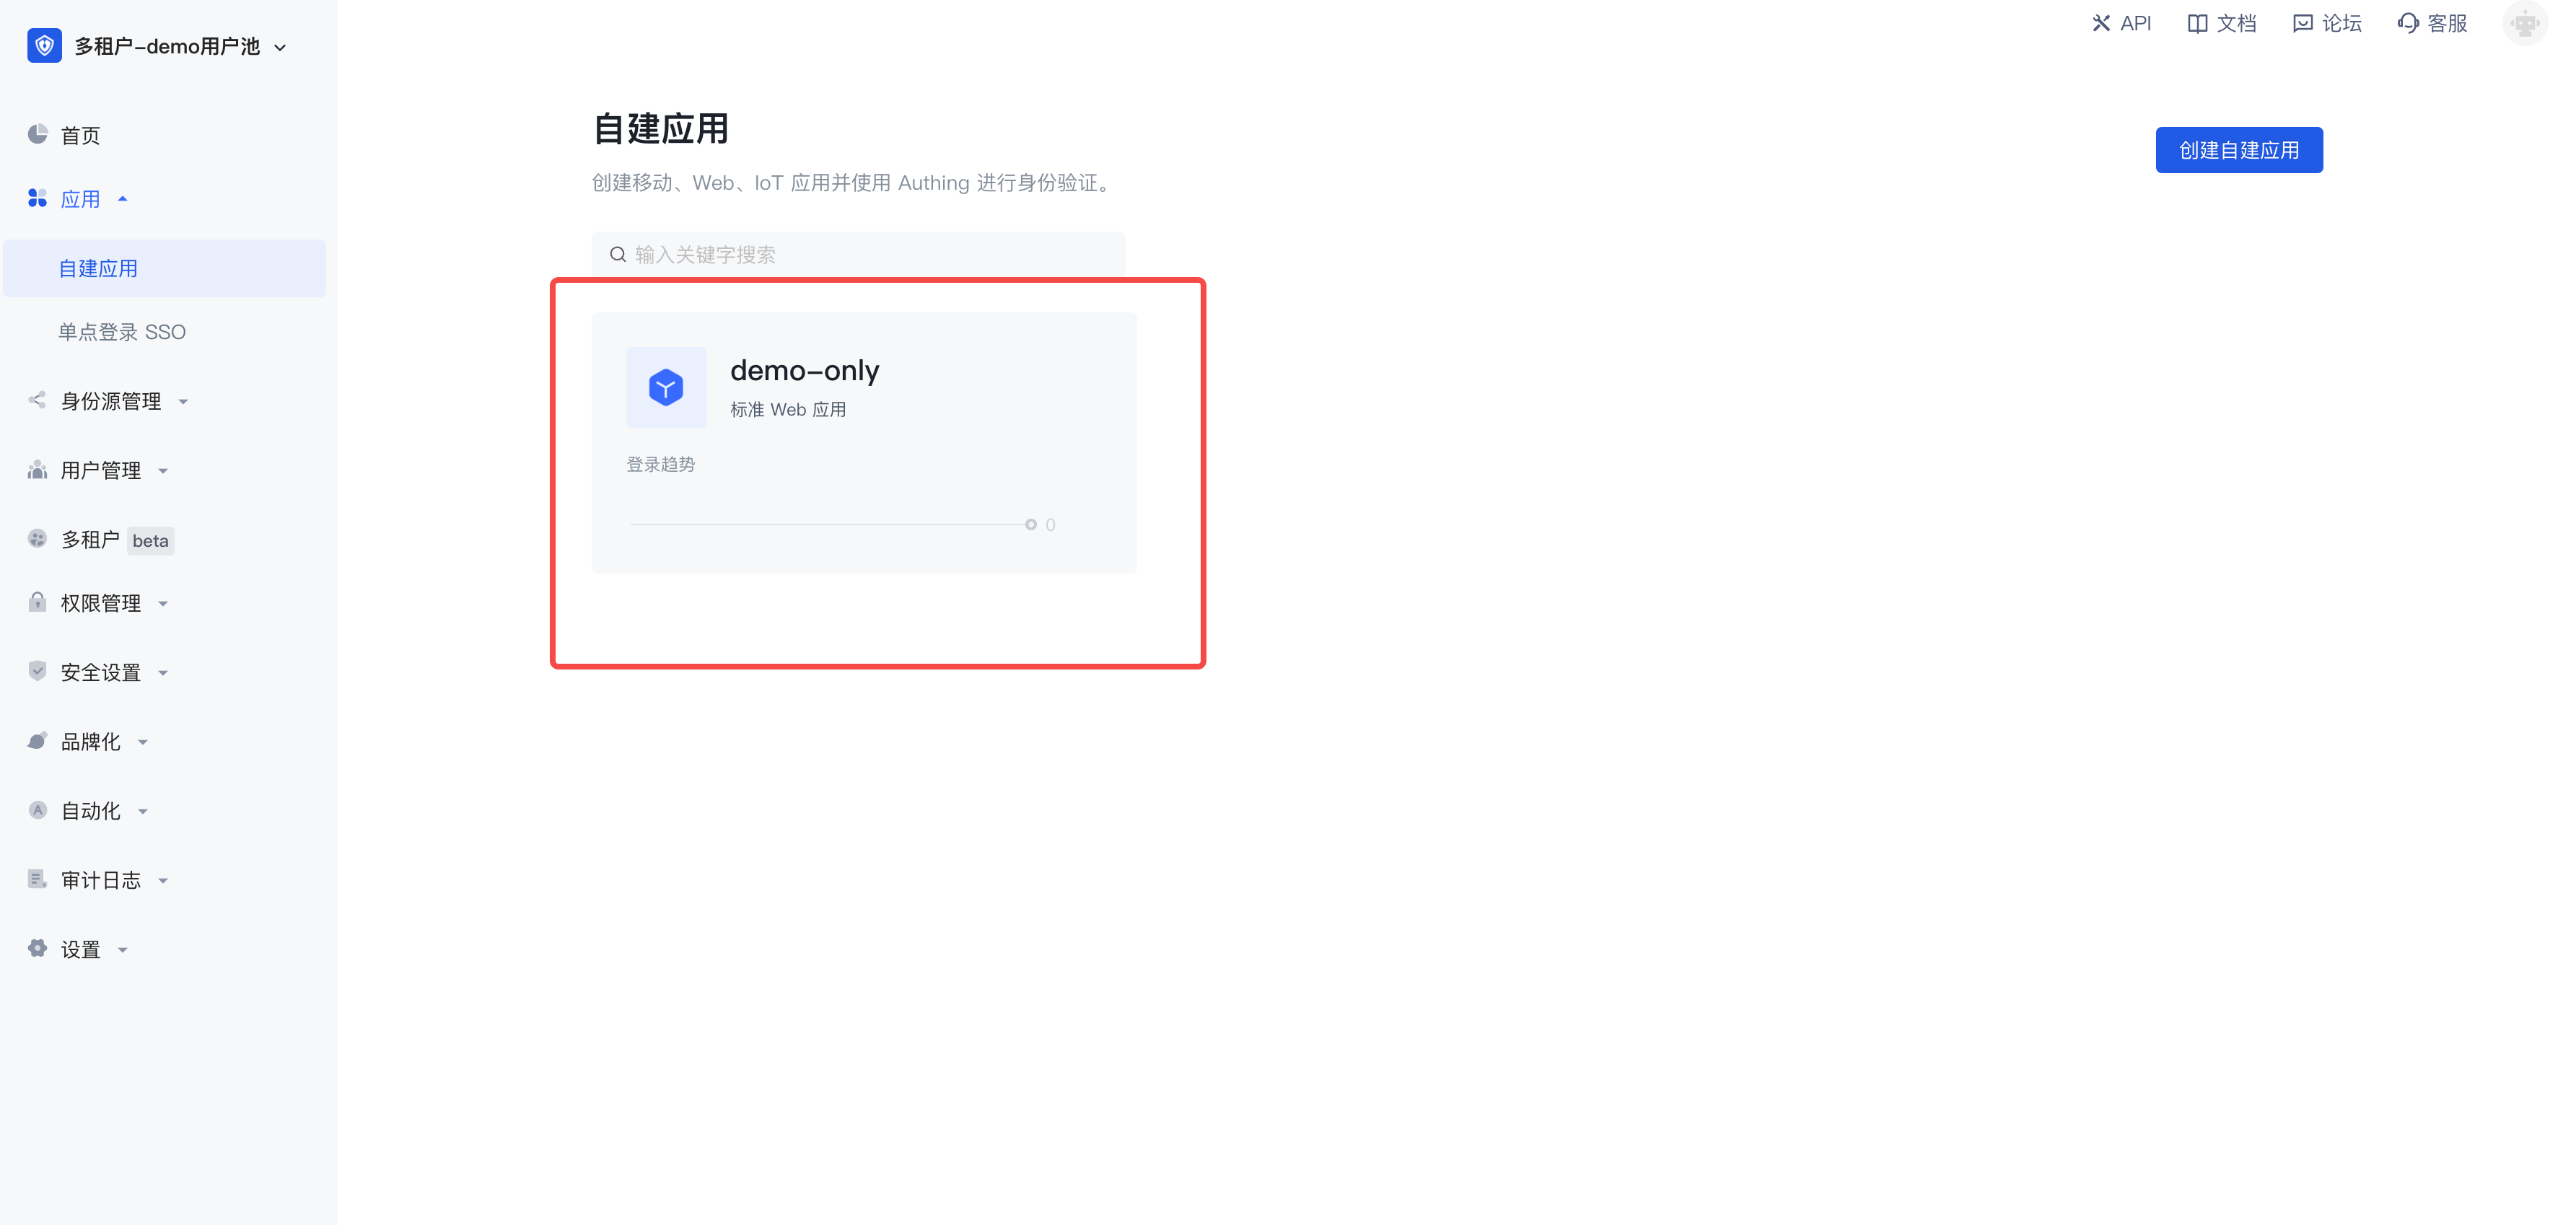 多租户-demo用户池
API
文档
论坛
客服
首页
应用
自建应用
单点登录 SSO
身份源管理
用户管理
多租户 beta
权限管理
安全设置
品牌化
自动化
审计日志
设置
自建应用
创建自建应用
创建移动、Web、IoT 应用并使用 Authing 进行身份验证。
输入关键字搜索
demo-only
标准 Web 应用
登录趋势
0